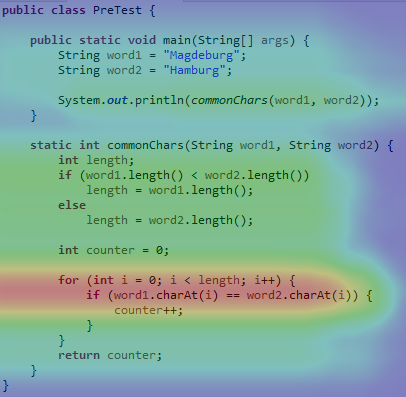 public class PreTest {
    public static void main(String[] args) {
        String word1 = "Magdeburg";
        String word2 = "Hamburg";
        System.out.println(commonChars(word1, word2));
    }
    static int commonChars(String word1, String word2) {
        int length;
        if (word1.length() < word2.length())
            length = word1.length();
        else
            length = word2.length();
        int counter = 0;
        for (int i = 0; i < length; i++) {
            if (word1.charAt(i) == word2.charAt(i)) {
                counter++;
            }
        }
        return counter;
    }
}